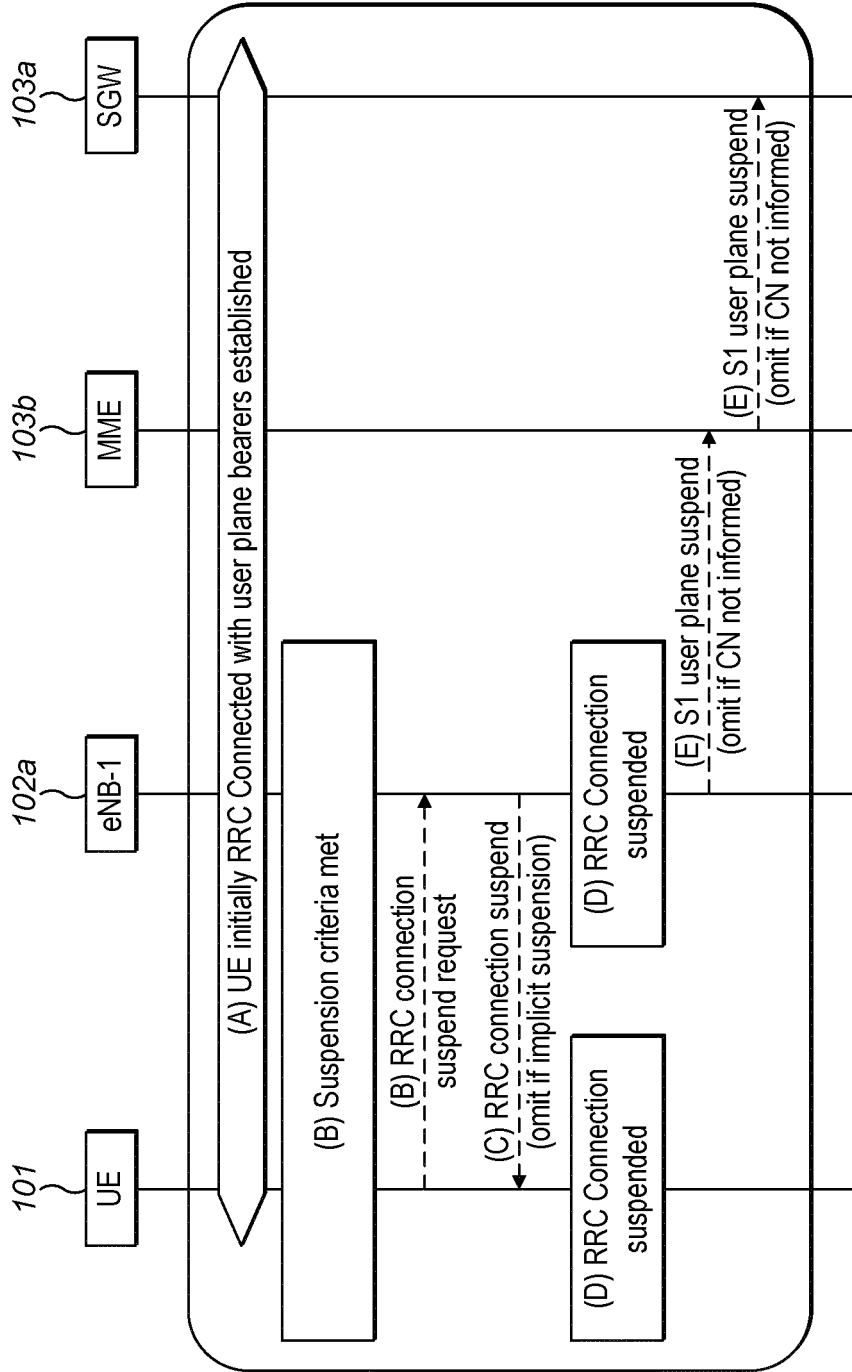 101
102a
103b
103a
UE
eNB-1
MME
SGW
(A) UE initially RRC Connected with user plane bearers established
(B) Suspension criteria met
(B) RRC connection
suspend request
(C) RRC connection suspend
(omit if implicit suspension)
(D) RRC Connection
suspended
(D) RRC Connection
suspended
(E) S1 user plane suspend
(omit if CN not informed)
(E) S1 user plane suspend
(omit if CN not informed)